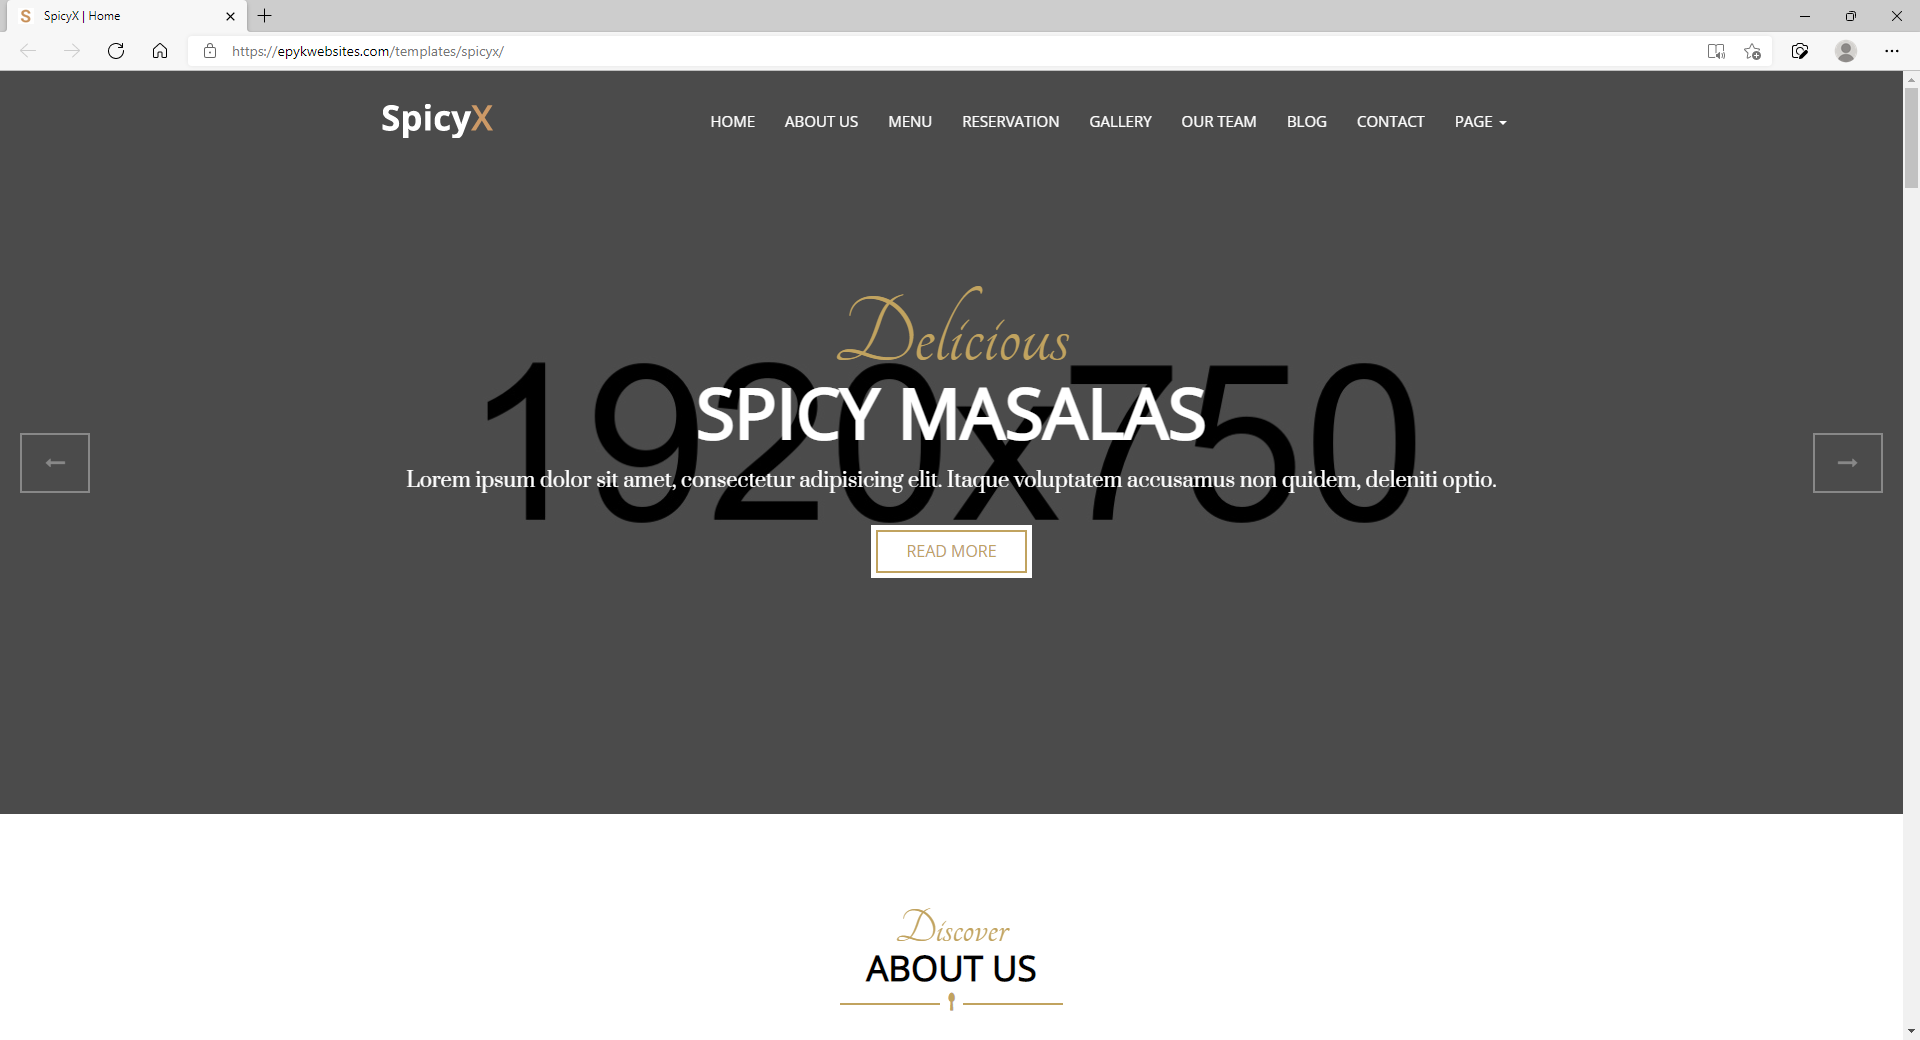 SpicyX | Home
https://epykwebsites.com/templates/spicyx/
SpicyX
HOME ABOUT US MENU RESERVATION GALLERY OUR TEAM BLOG CONTACT PAGE
Delicious
1920x750
SPICY MASALAS
Lorem ipsum dolor sit amet, consectetur adipisicing elit. Itaque voluptatem accusamus non quidem, deleniti optio.
READ MORE
Discover
ABOUT US